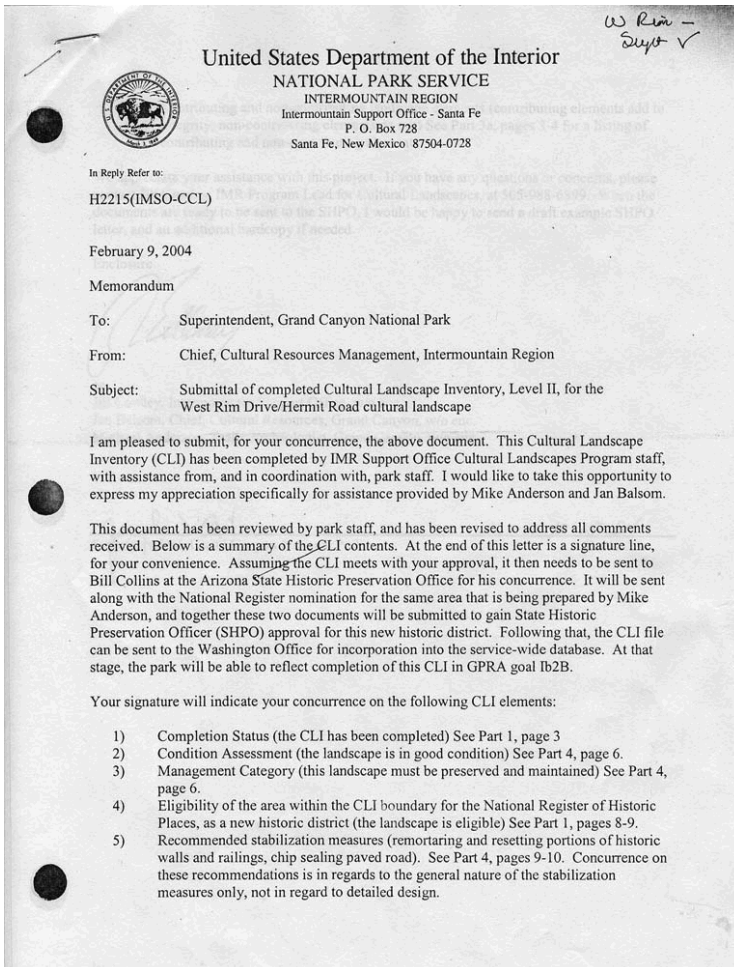 W Rim –
Supt ✓
United States Department of the Interior
NATIONAL PARK SERVICE
INTERMOUNTAIN REGION
Intermountain Support Office - Santa Fe
P. O. Box 728
Santa Fe, New Mexico 87504-0728
In Reply Refer to:
H2215(IMSO-CCL)
February 9, 2004
Memorandum
To: Superintendent, Grand Canyon National Park
From: Chief, Cultural Resources Management, Intermountain Region
Subject: Submittal of completed Cultural Landscape Inventory, Level II, for the
West Rim Drive/Hermit Road cultural landscape
I am pleased to submit, for your concurrence, the above document. This Cultural Landscape
Inventory (CLI) has been completed by IMR Support Office Cultural Landscapes Program staff,
with assistance from, and in coordination with, park staff. I would like to take this opportunity to
express my appreciation specifically for assistance provided by Mike Anderson and Jan Balsom.
This document has been reviewed by park staff, and has been revised to address all comments
received. Below is a summary of the CLI contents. At the end of this letter is a signature line,
for your convenience. Assuming the CLI meets with your approval, it then needs to be sent to
Bill Collins at the Arizona State Historic Preservation Office for his concurrence. It will be sent
along with the National Register nomination for the same area that is being prepared by Mike
Anderson, and together these two documents will be submitted to gain State Historic
Preservation Officer (SHPO) approval for this new historic district. Following that, the CLI file
can be sent to the Washington Office for incorporation into the service-wide database. At that
stage, the park will be able to reflect completion of this CLI in GPRA goal Ib2B.
Your signature will indicate your concurrence on the following CLI elements:
1) Completion Status (the CLI has been completed) See Part 1, page 3
2) Condition Assessment (the landscape is in good condition) See Part 4, page 6.
3) Management Category (this landscape must be preserved and maintained) See Part 4,
page 6.
4) Eligibility of the area within the CLI boundary for the National Register of Historic
Places, as a new historic district (the landscape is eligible) See Part 1, pages 8-9.
5) Recommended stabilization measures (remortaring and resetting portions of historic
walls and railings, chip sealing paved road). See Part 4, pages 9-10. Concurrence on
these recommendations is in regards to the general nature of the stabilization
measures only, not in regard to detailed design.